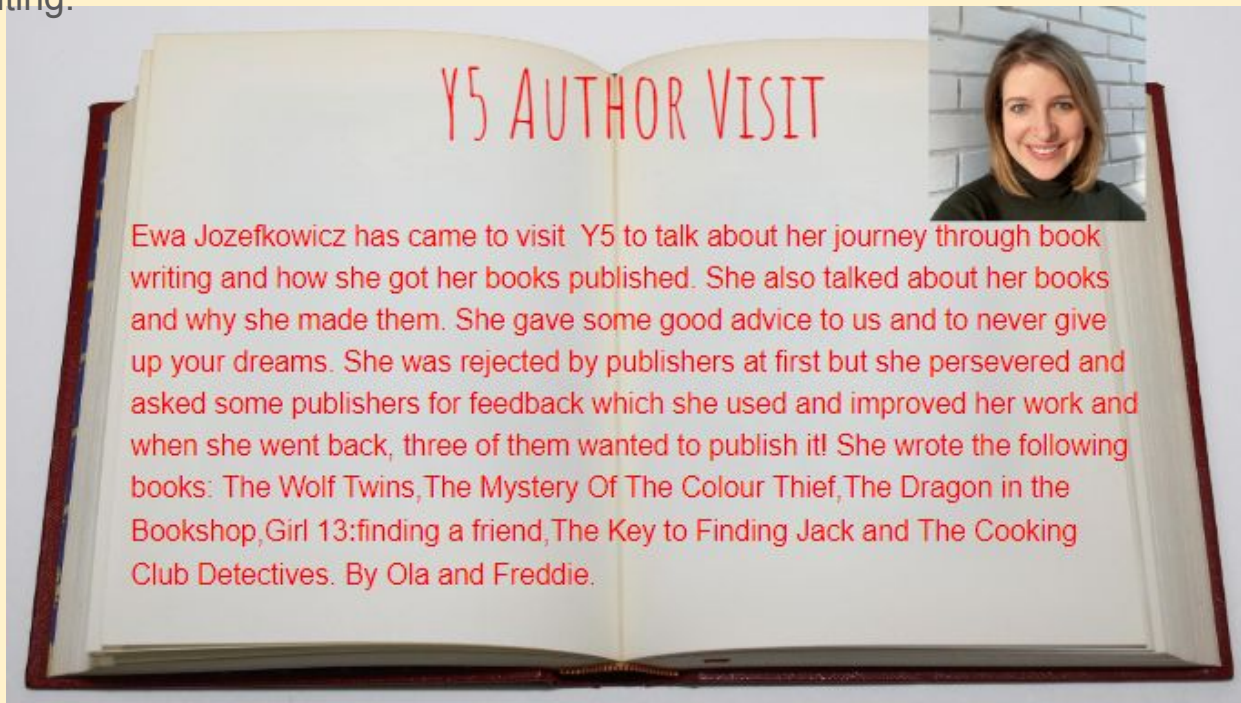 Y5 AUTHOR VISIT
Ewa Jozefkowicz has came to visit  Y5 to talk about her journey through book
writing and how she got her books published. She also talked about her books
and why she made them. She gave some good advice to us and to never give
up your dreams. She was rejected by publishers at first but she persevered and
asked some publishers for feedback which she used and improved her work and
when she went back, three of them wanted to publish it! She wrote the following
books: The Wolf Twins,The Mystery Of The Colour Thief,The Dragon in the
Bookshop,Girl 13:finding a friend,The Key to Finding Jack and The Cooking
Club Detectives. By Ola and Freddie.